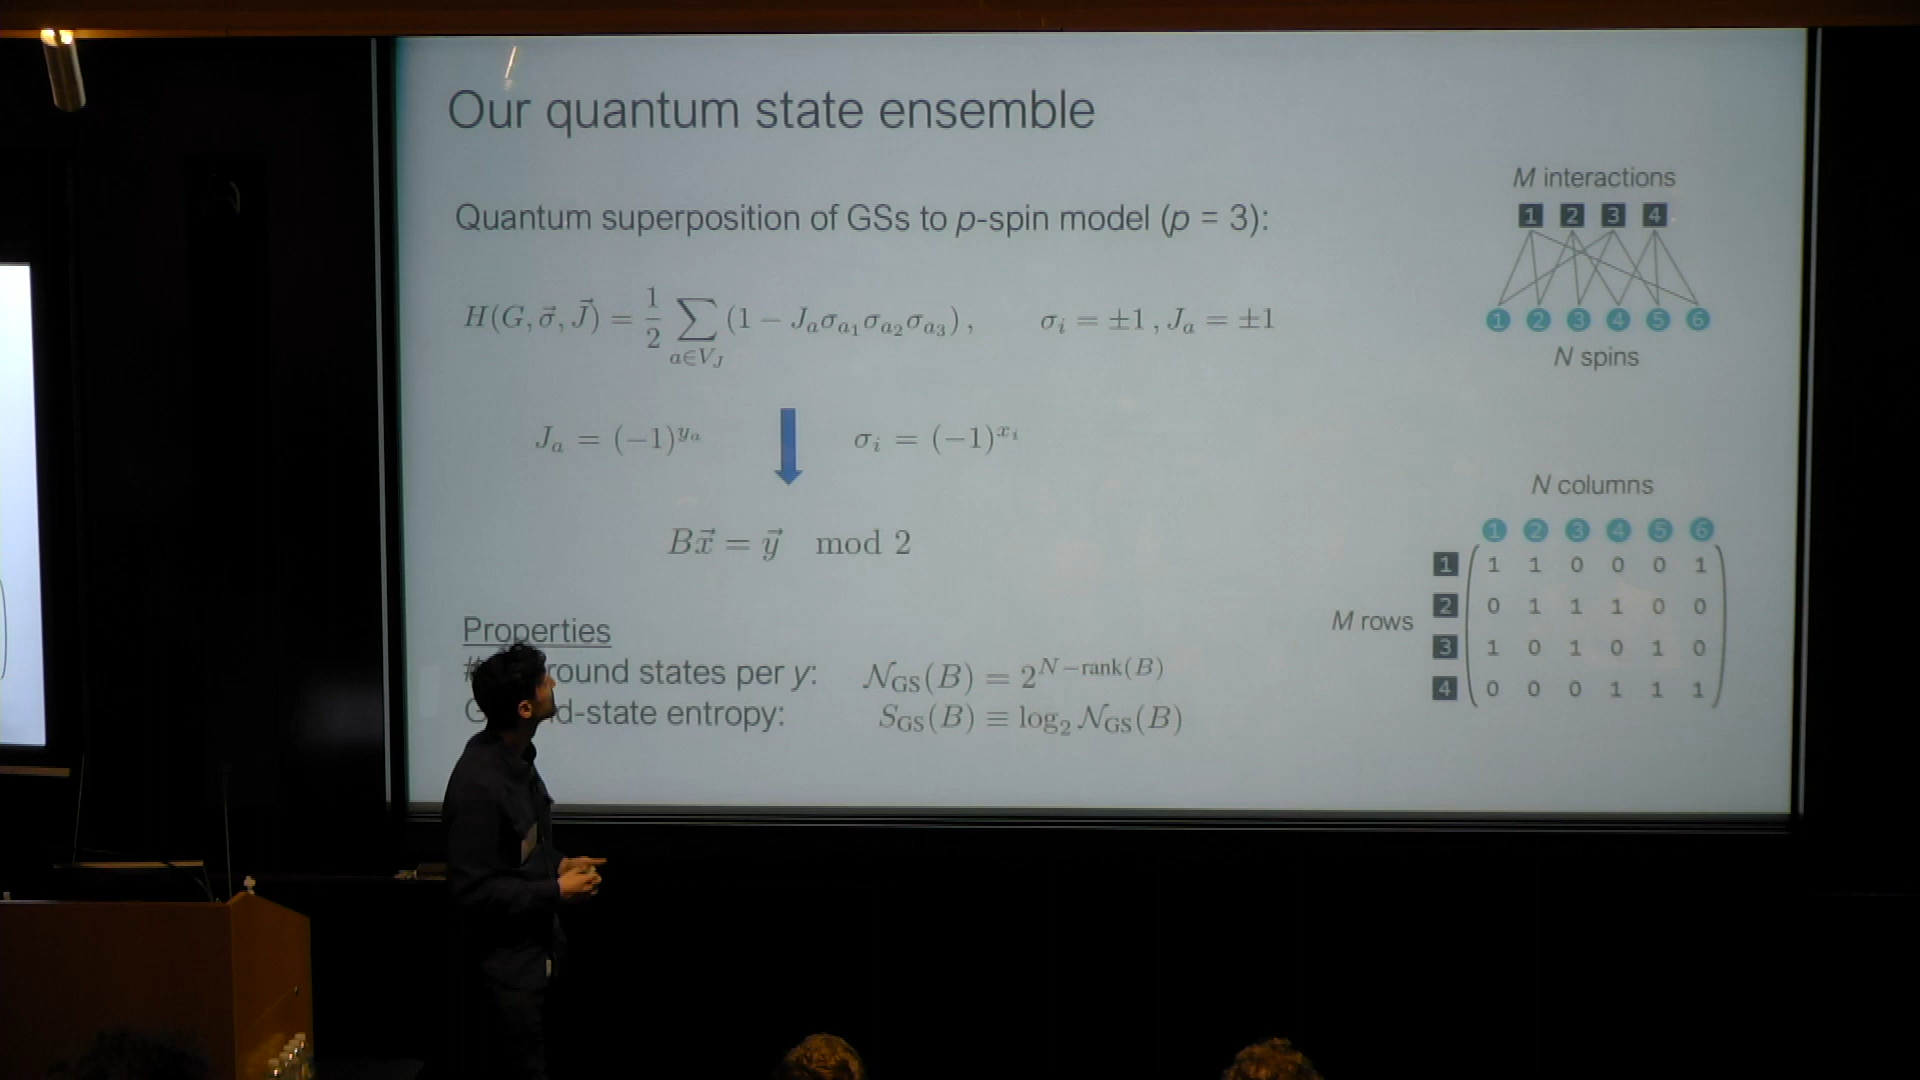 Our quantum state ensemble
Quantum superposition of GSs to p-spin model (p = 3):
H(G, σ⃗, J⃗) = 1/2 ∑_{a∈V_J} (1 − J_a σ_{a_1} σ_{a_2} σ_{a_3}) ,    σ_i = ±1 , J_a = ±1
J_a = (−1)^{y_a}    σ_i = (−1)^{x_i}
Bx⃗ = y⃗   mod 2
Properties
ound states per y:    𝒩_GS(B) = 2^{N−rank(B)}
d-state entropy:    S_GS(B) ≡ log_2 𝒩_GS(B)
M interactions
1 2 3 4
1 2 3 4 5 6
N spins
N columns
1 2 3 4 5 6
M rows
1 1 1 0 0 0 1
2 0 1 1 1 0 0
3 1 0 1 0 1 0
4 0 0 0 1 1 1